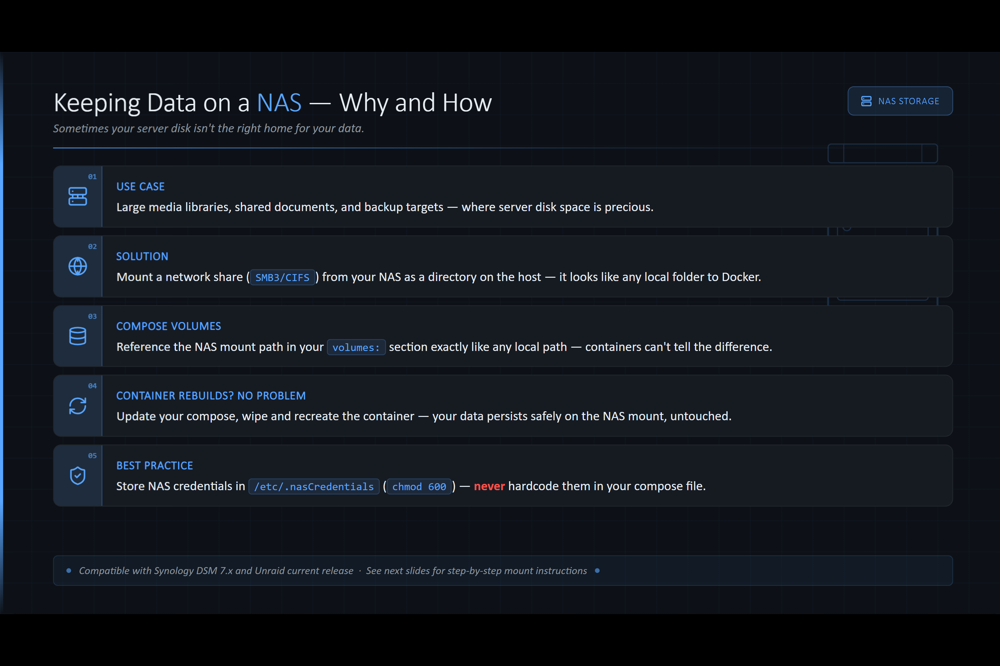 Keeping Data on a NAS — Why and How
NAS STORAGE
Sometimes your server disk isn't the right home for your data.
01
USE CASE
Large media libraries, shared documents, and backup targets — where server disk space is precious.
02
SOLUTION
Mount a network share (SMB3/CIFS) from your NAS as a directory on the host — it looks like any local folder to Docker.
03
COMPOSE VOLUMES
Reference the NAS mount path in your volumes: section exactly like any local path — containers can't tell the difference.
04
CONTAINER REBUILDS? NO PROBLEM
Update your compose, wipe and recreate the container — your data persists safely on the NAS mount, untouched.
05
BEST PRACTICE
Store NAS credentials in /etc/.nasCredentials (chmod 600) — never hardcode them in your compose file.
Compatible with Synology DSM 7.x and Unraid current release · See next slides for step-by-step mount instructions